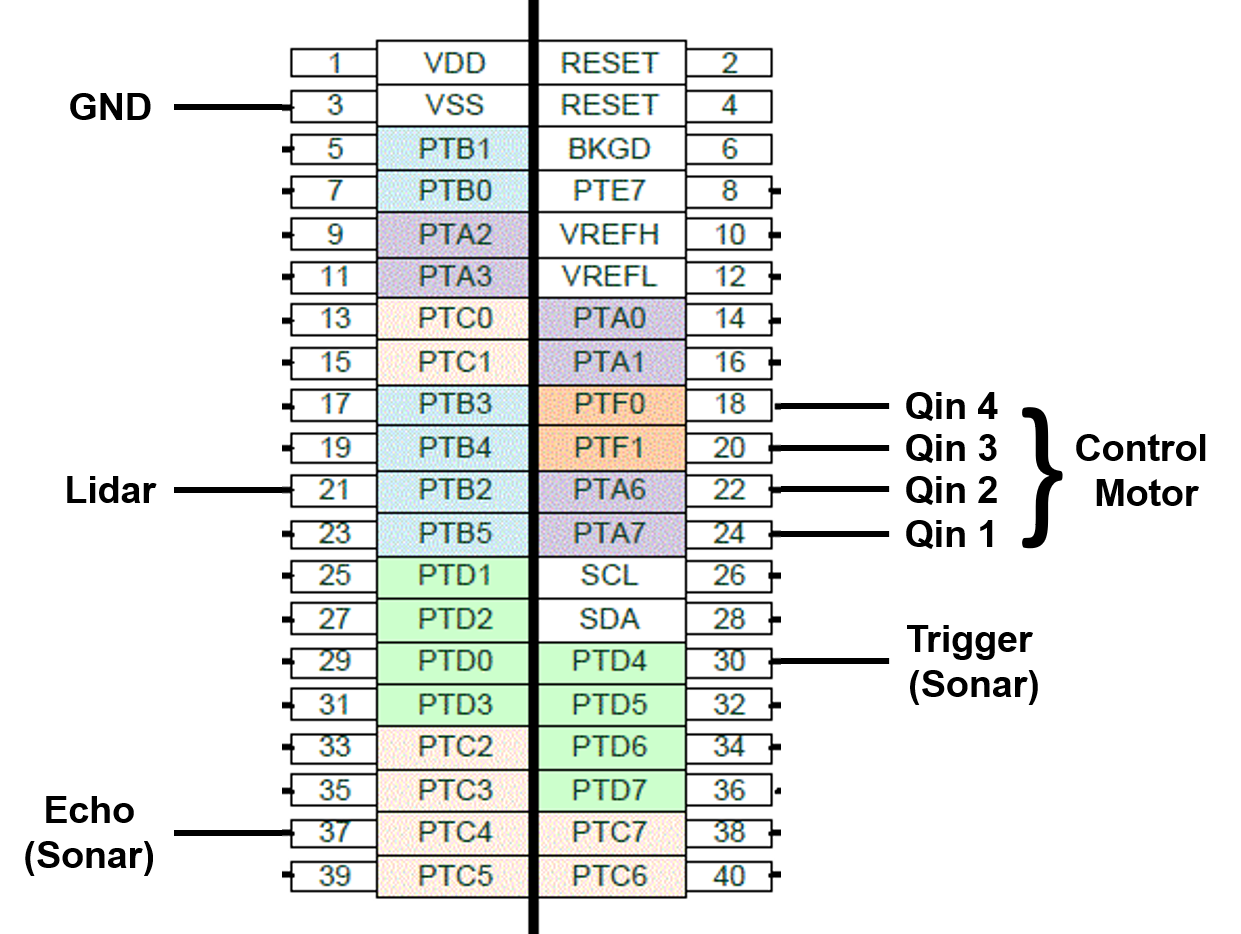 1 VDD RESET 2
GND 3 VSS RESET 4
5 PTB1 BKGD 6
7 PTB0 PTE7 8
9 PTA2 VREFH 10
11 PTA3 VREFL 12
13 PTC0 PTA0 14
15 PTC1 PTA1 16
17 PTB3 PTF0 18 Qin 4
19 PTB4 PTF1 20 Qin 3
Lidar 21 PTB2 PTA6 22 Qin 2
23 PTB5 PTA7 24 Qin 1
} Control
Motor
25 PTD1 SCL 26
27 PTD2 SDA 28
29 PTD0 PTD4 30 Trigger
(Sonar)
31 PTD3 PTD5 32
33 PTC2 PTD6 34
35 PTC3 PTD7 36
Echo
(Sonar)
37 PTC4 PTC7 38
39 PTC5 PTC6 40